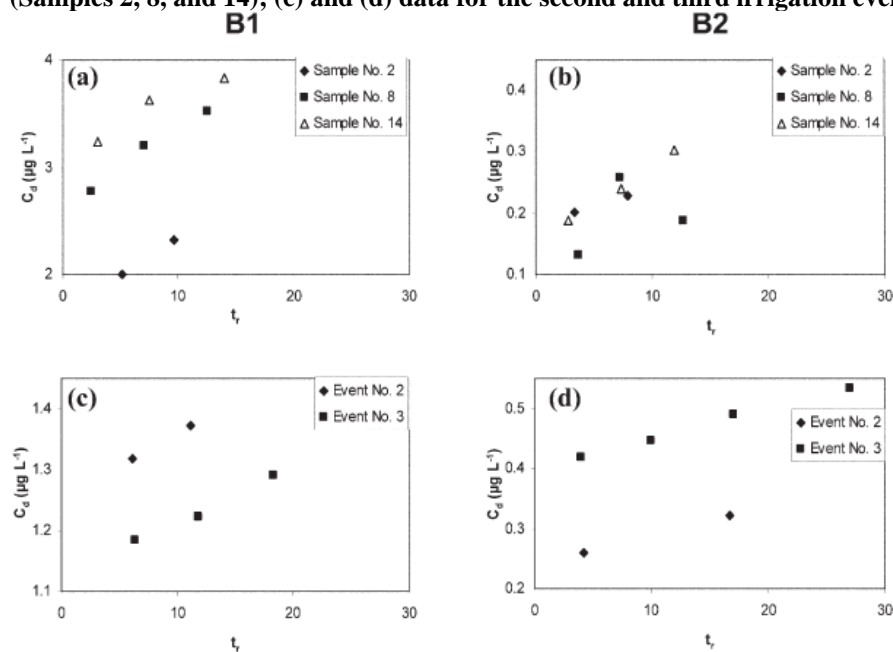 (Samples 2, 8, and 14); (c) and (d) data for the second and third irrigation
B1
B2
(a)
Sample No. 2
Sample No. 8
Sample No. 14
4
3
2
C_d (µg L⁻¹)
0 10 20 30
t_r
(b)
Sample No. 2
Sample No. 8
Sample No. 14
0.4
0.3
0.2
0.1
C_d (µg L⁻¹)
0 10 20 30
t_r
(c)
Event No. 2
Event No. 3
1.4
1.3
1.2
1.1
C_d (µg L⁻¹)
0 10 20 30
t_r
(d)
Event No. 2
Event No. 3
0.5
0.4
0.3
0.2
C_d (µg L⁻¹)
0 10 20 30
t_r